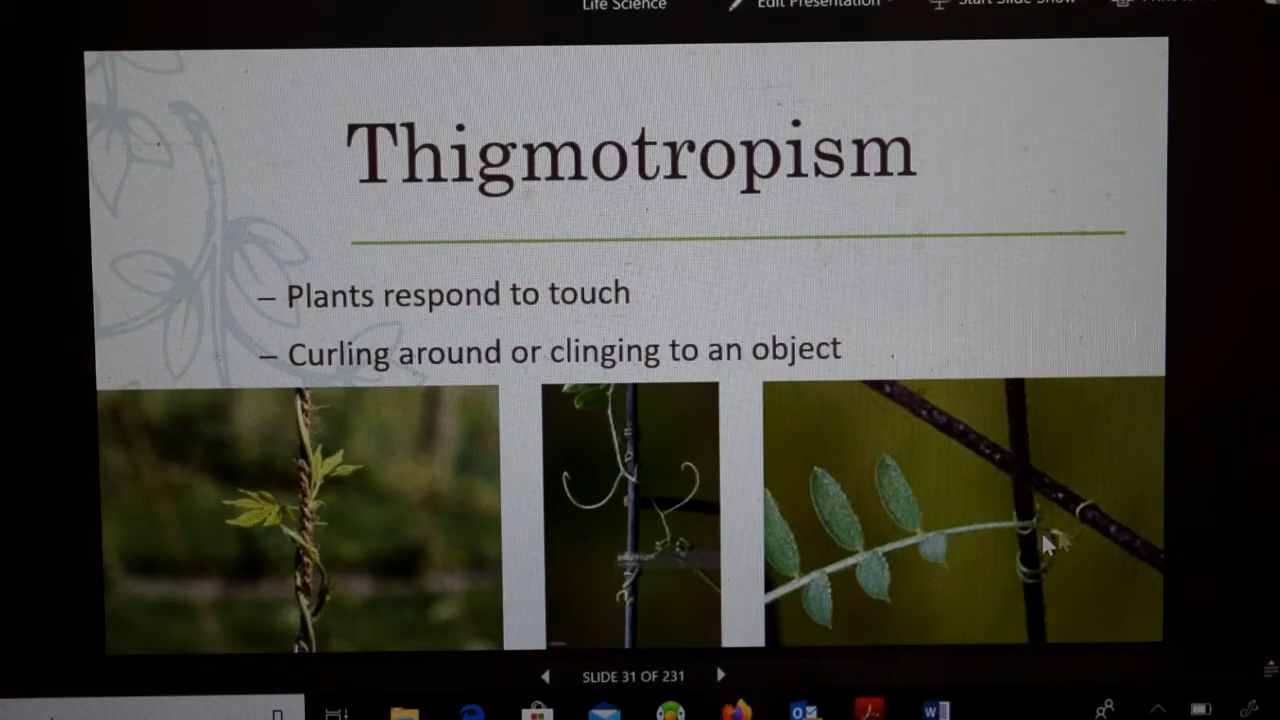 Life Science
Edit Presentation
Start Slide Show
Thigmotropism
– Plants respond to touch
– Curling around or clinging to an object
SLIDE 31 OF 231